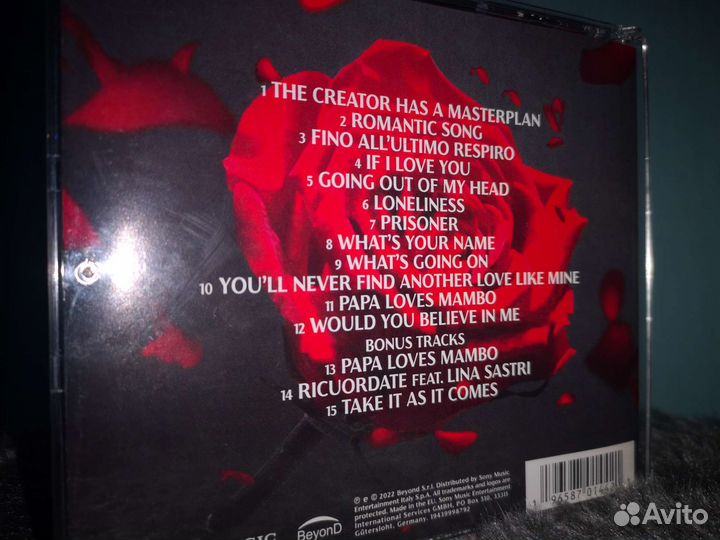 1 THE CREATOR HAS A MASTERPLAN
2 ROMANTIC SONG
3 FINO ALL'ULTIMO RESPIRO
4 IF I LOVE YOU
5 GOING OUT OF MY HEAD
6 LONELINESS
7 PRISONER
8 WHAT'S YOUR NAME
9 WHAT'S GOING ON
10 YOU'LL NEVER FIND ANOTHER LOVE LIKE MINE
11 PAPA LOVES MAMBO
12 WOULD YOU BELIEVE IN ME
BONUS TRACKS
13 PAPA LOVES MAMBO
14 RICUORDATE FEAT. LINA SASTRI
15 TAKE IT AS IT COMES
℗ © 2022 Beyond S.r.l. Distributed by Sony Music
Entertainment Italy S.p.A. All trademarks and logos are
protected. Made in the EU. Sony Music Entertainment
International Services GMBH, PO Box 510, 33311
Gütersloh, Germany. 19439998792
BeyonD
Avito